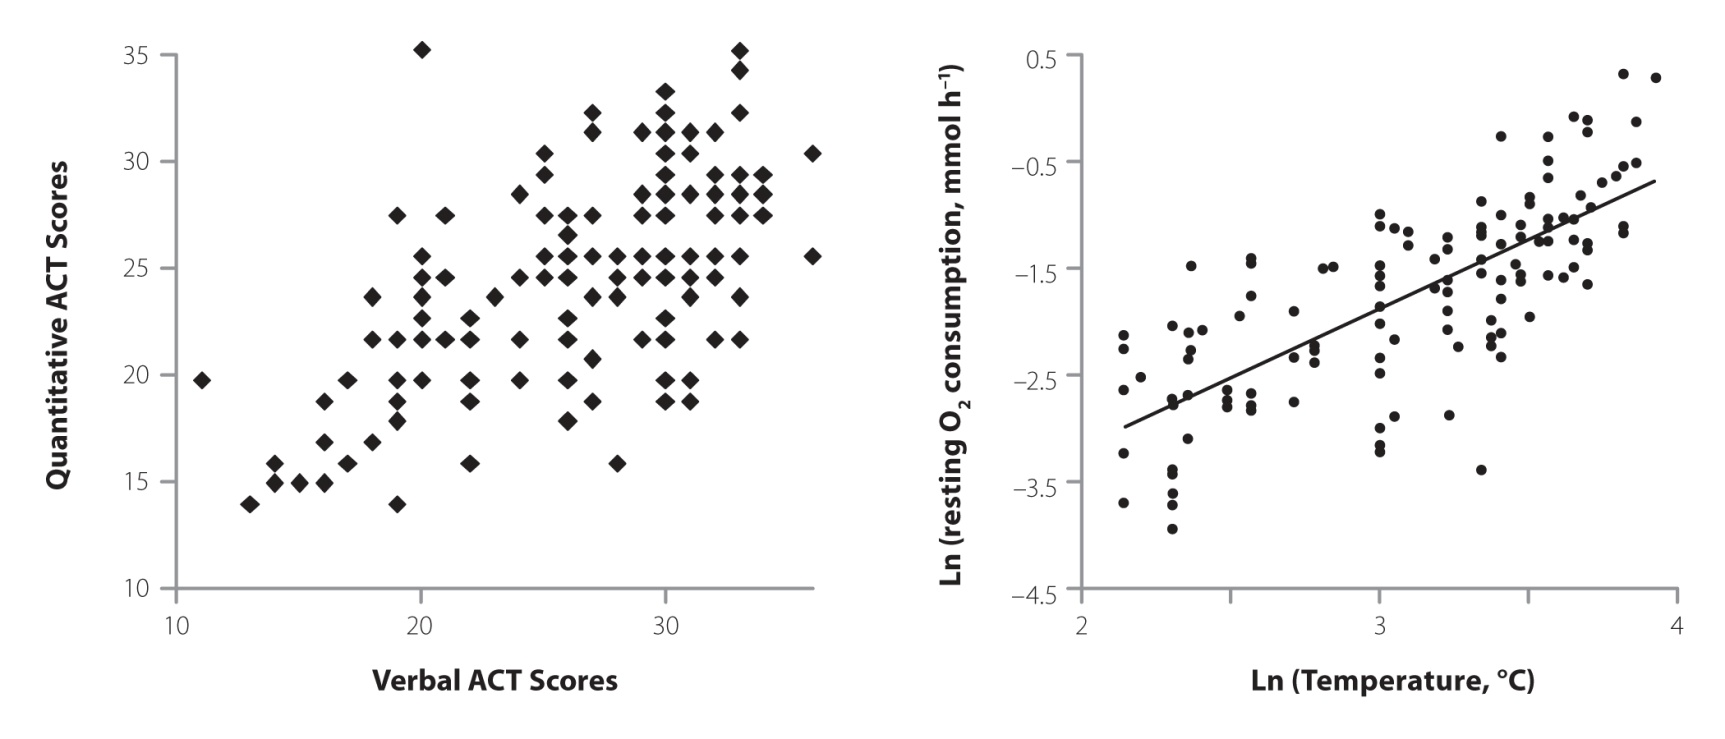 Quantitative ACT Scores
35
30
25
20
15
10
10 20 30
Verbal ACT Scores
Ln (resting O₂ consumption, mmol h⁻¹)
0.5
−0.5
−1.5
−2.5
−3.5
−4.5
2 3 4
Ln (Temperature, °C)